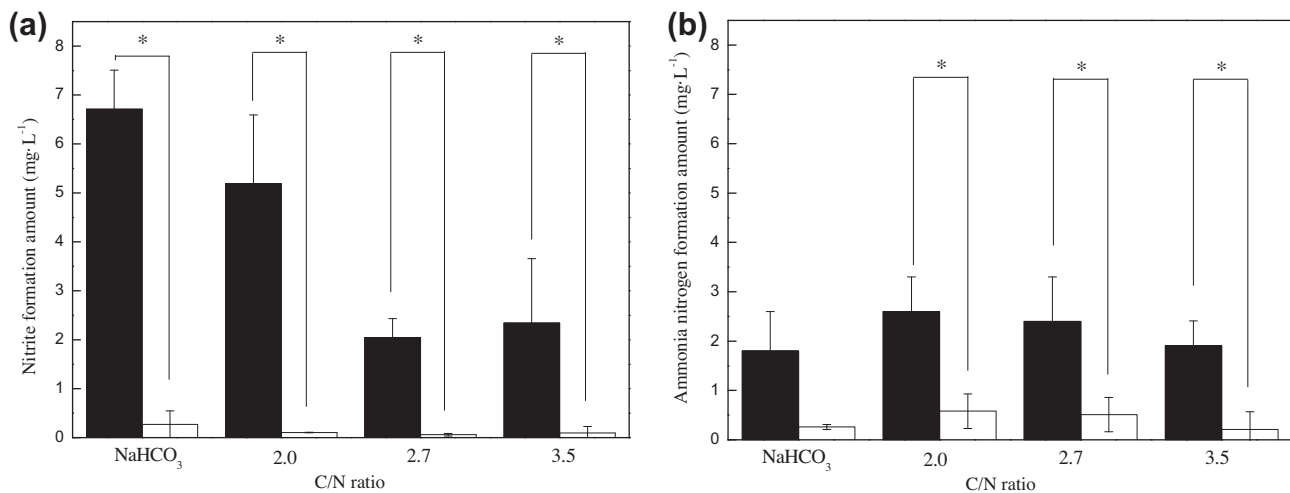 (a)
Nitrite formation amount (mg·L⁻¹)
8
7
6
5
4
3
2
1
0
* * * *
NaHCO₃ 2.0 2.7 3.5
C/N ratio
(b)
Ammonia nitrogen formation amount (mg·L⁻¹)
8
7
6
5
4
3
2
1
0
* * *
NaHCO₃ 2.0 2.7 3.5
C/N ratio